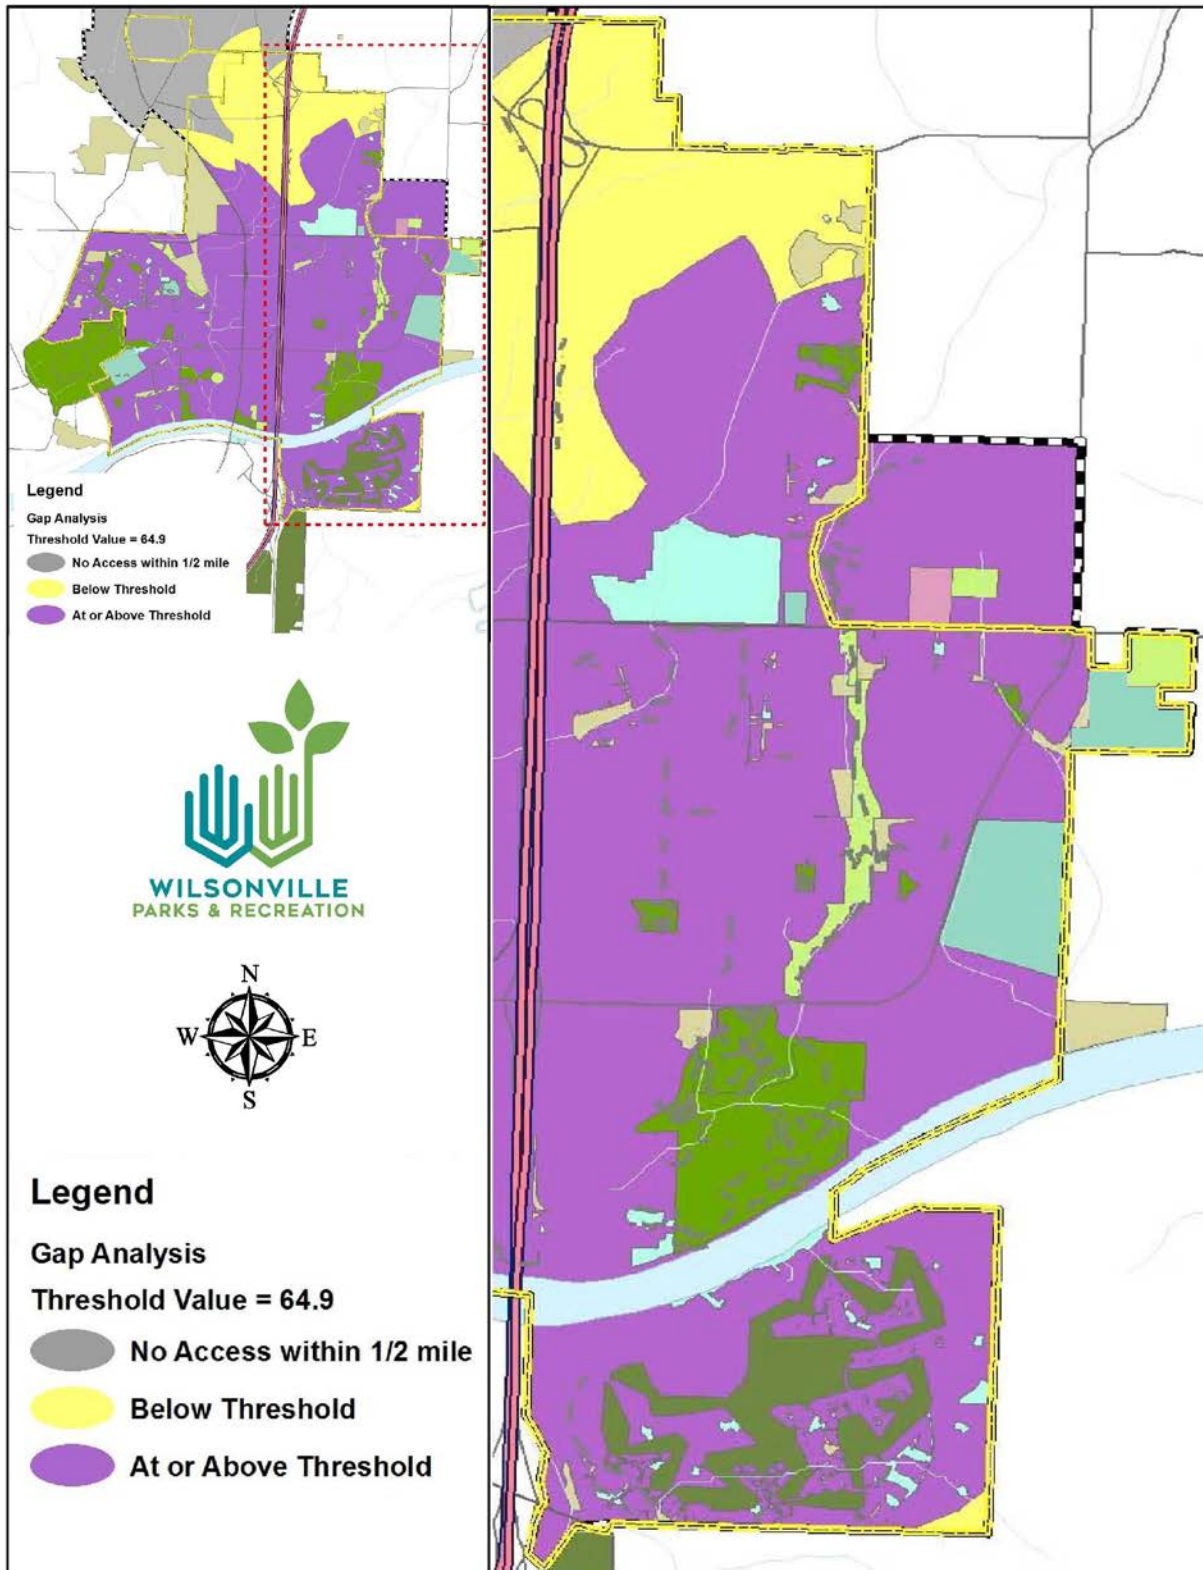 Legend
Gap Analysis
Threshold Value = 64.9
No Access within 1/2 mile
Below Threshold
At or Above Threshold
WILSONVILLE
PARKS & RECREATION
N
W E
S
Legend
Gap Analysis
Threshold Value = 64.9
No Access within 1/2 mile
Below Threshold
At or Above Threshold